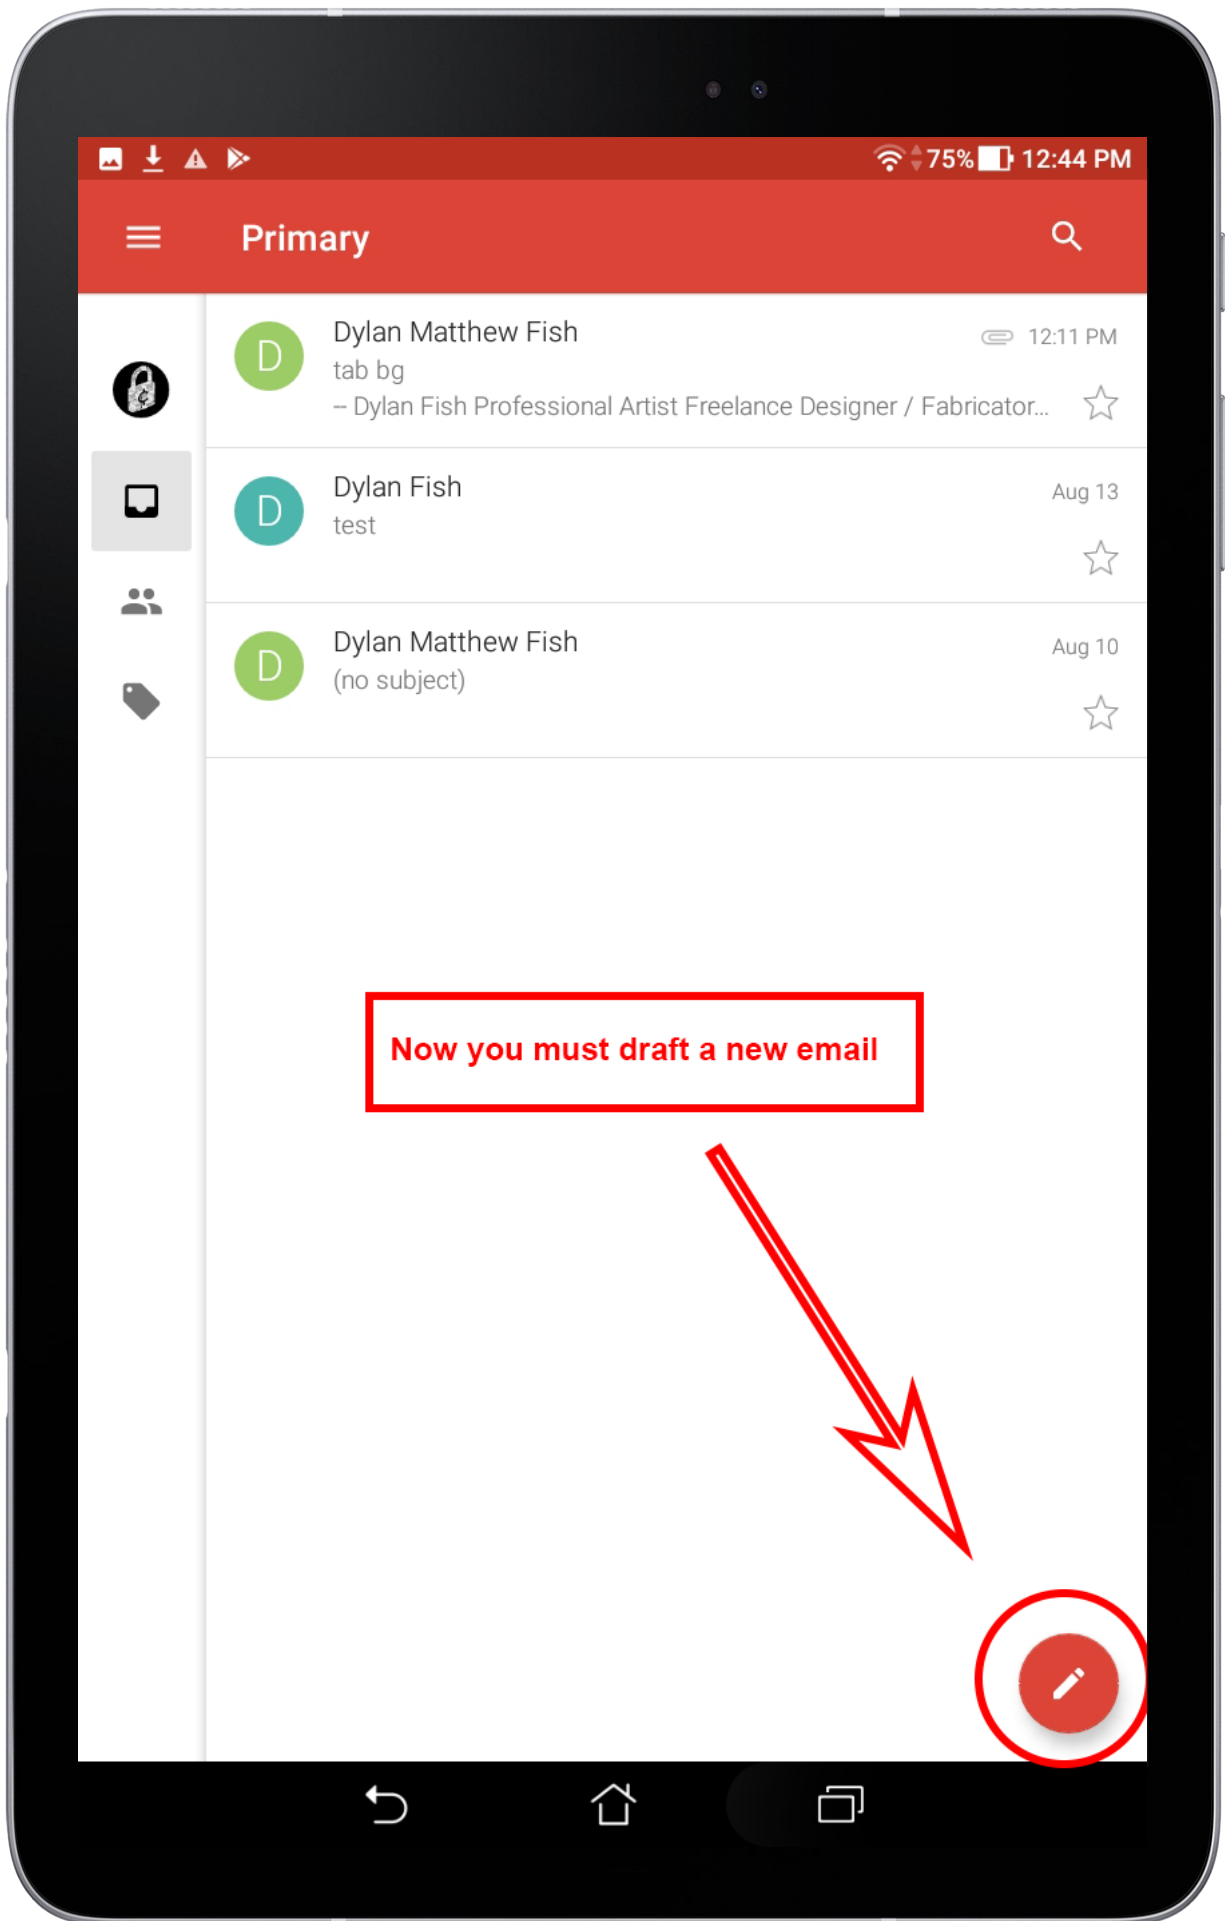 75% 12:44 PM
Primary
D
Dylan Matthew Fish
12:11 PM
tab bg
-- Dylan Fish Professional Artist Freelance Designer / Fabricator...
D
Dylan Fish
Aug 13
test
D
Dylan Matthew Fish
Aug 10
(no subject)
Now you must draft a new email